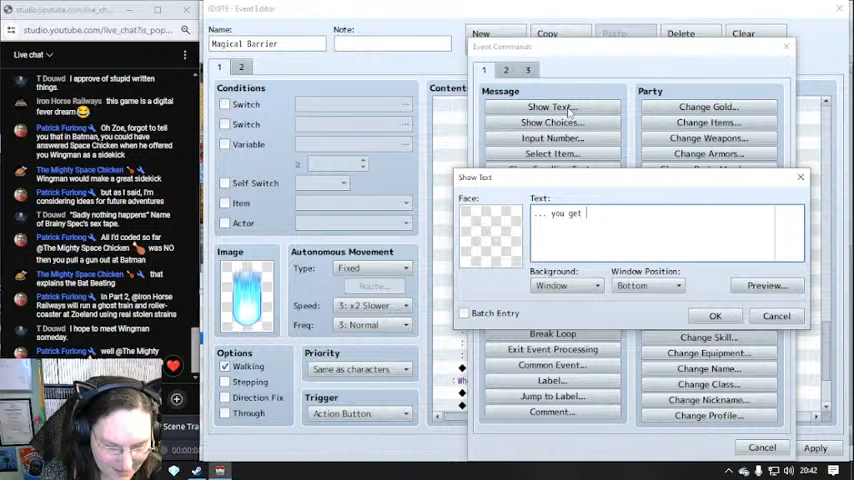 studio.youtube.com/live_chat?is_pop...
studio.youtube.com/live_chat?is_p...
Live chat
T Douwd I approve of stupid written
things.
Iron Horse Railways this game is a digital
fever dream
Patrick Furlong Oh Zoe, forgot to tell
you that in Batman, you could have
answered Space Chicken when he offered
you Wingman as a sidekick
The Mighty Space Chicken
Wingman would make a great sidekick
Patrick Furlong but as I said, I'm
considering ideas for future adventures
T Douwd "Sadly nothing happens" Name
of Brainy Spec's sex tape.
Patrick Furlong All I'd coded so far
@The Mighty Space Chicken was NO
then you pull a gun out at Batman
The Mighty Space Chicken that
explains the Bat Beating
Patrick Furlong In Part 2, @Iron Horse
Railways will run a ghost train and roller-
coaster at Zoeland using real stolen
streamers
T Douwd I hope to meet Wingman
someday.
Patrick Furlong well @The Mighty
Scene Tran
00:00:0
ID:019 - Event Editor
Name:
Magical Barrier
Note:
New
Copy
Paste
Delete
Clear
1
2
Conditions
Switch
Switch
Variable
≥
Self Switch
Item
Actor
Image
Autonomous Movement
Type:
Fixed
Route...
Speed:
3: x2 Slower
Freq:
3: Normal
Options
Walking
Stepping
Direction Fix
Through
Priority
Same as characters
Trigger
Action Button
Content
Event Commands
1
2
3
Message
Show Text...
Show Choices...
Input Number...
Select Item...
Party
Change Gold...
Change Items...
Change Weapons...
Change Armors...
Show Text
Face:
Text:
... you get
Background:
Window
Window Position:
Bottom
Preview...
Batch Entry
OK
Cancel
Break Loop
Exit Event Processing
Common Event...
Label...
Jump to Label...
Comment...
Change Skill...
Change Equipment...
Change Name...
Change Class...
Change Nickname...
Change Profile...
Cancel
Apply
20:42